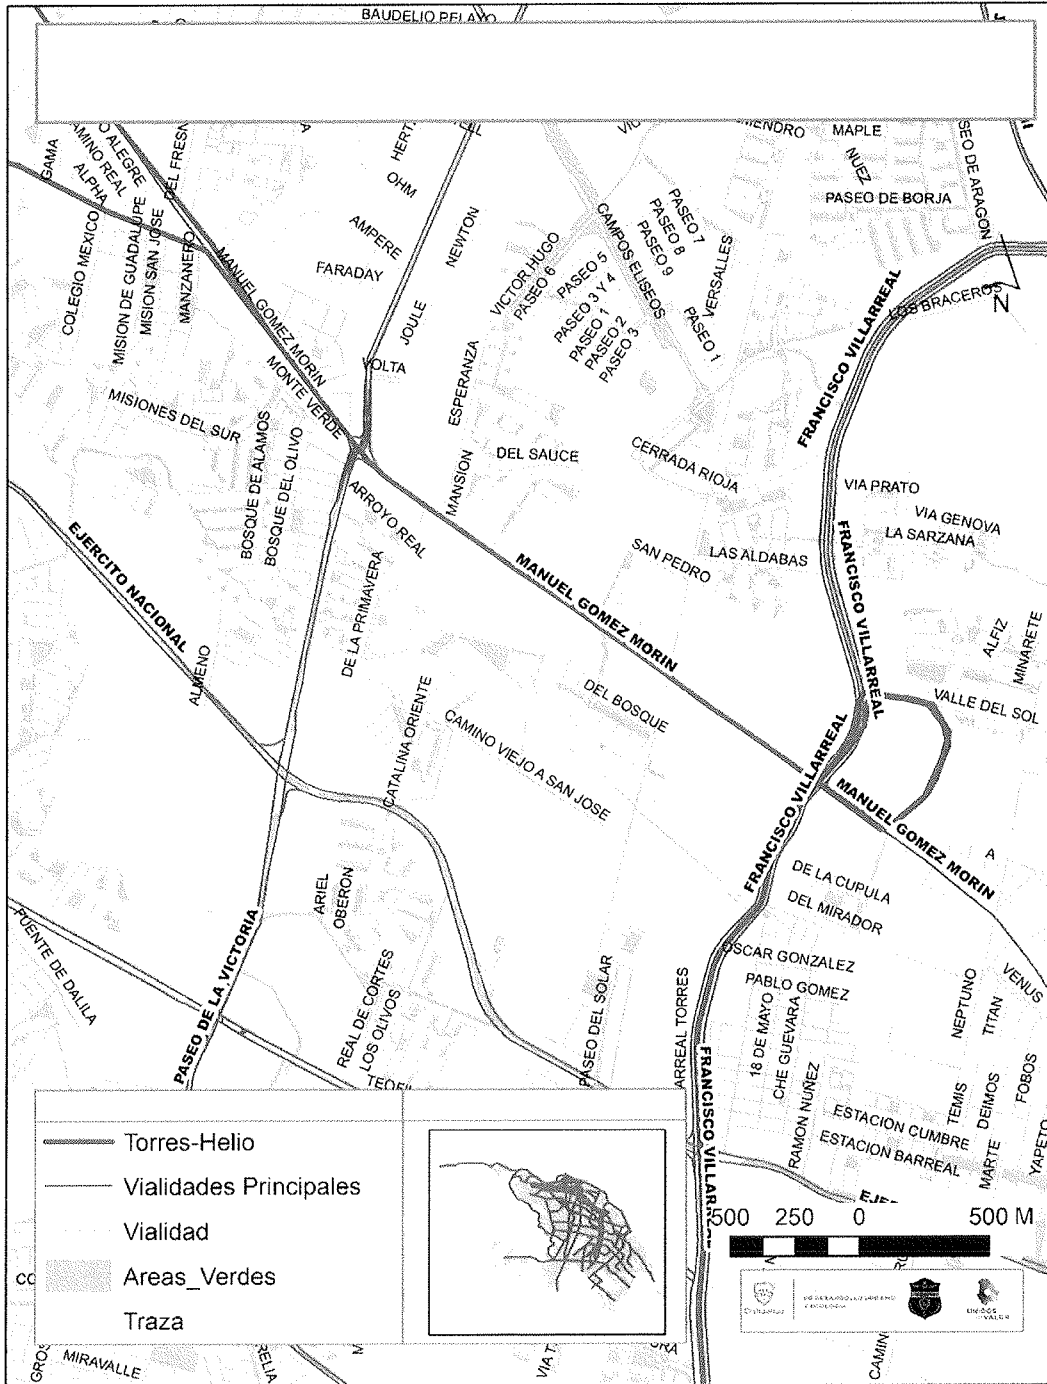 BAUDELIO PELAYO
GAMA
CAMINO REAL
ALPHA
MAPLE
NUEZ
PASEO DE BORJA
HERTZ
OHM
AMPERE
FARADAY
NEWTON
JOULE
VOLTA
COLEGIO MEXICO
MISION DE GUADALUPE
MISION SAN JOSE
MANZANERO
MANUEL GOMEZ MORIN
MONTE VERDE
VICTOR HUGO
PASEO 6
PASEO 5
PASEO 3 Y 4
PASEO 1
PASEO 2
PASEO 3
CAMPOS ELISEOS
PASEO 7
PASEO 8
PASEO 9
VERSALLES
PASEO 1
FRANCISCO VILLARREAL
LOS BRACEROS
N
ESPERANZA
MANSION
MISIONES DEL SUR
BOSQUE DE ALAMOS
BOSQUE DEL OLIVO
DEL SAUCE
CERRADA RIOJA
VIA PRATO
VIA GENOVA
LA SARZANA
ARROYO REAL
EJERCITO NACIONAL
MANUEL GOMEZ MORIN
SAN PEDRO
LAS ALDABAS
FRANCISCO VILLARREAL
DE LA PRIMAVERA
ALMENO
ALFIZ
MINARETE
VALLE DEL SOL
DEL BOSQUE
CATALINA ORIENTE
CAMINO VIEJO A SAN JOSE
FRANCISCO VILLARREAL
MANUEL GOMEZ MORIN
A
DE LA CUPULA
DEL MIRADOR
ARIEL
OBERON
FUENTE DE DALILA
PASEO DE LA VICTORIA
OSCAR GONZALEZ
PABLO GOMEZ
REAL DE CORTES
LOS OLIVOS
PASEO DEL SOLAR
ARREAL TORRES
18 DE MAYO
CHE GUEVARA
RAMON NUÑEZ
NEPTUNO
TITAN
VENUS
FOBOS
TEMIS
DEIMOS
MARTE
YAPETO
FRANCISCO VILLARREAL
ESTACION CUMBRE
ESTACION BARREAL
Torres-Helio
Vialidades Principales
Vialidad
Areas_Verdes
Traza
500 250 0 500 M
MIRAVALLE